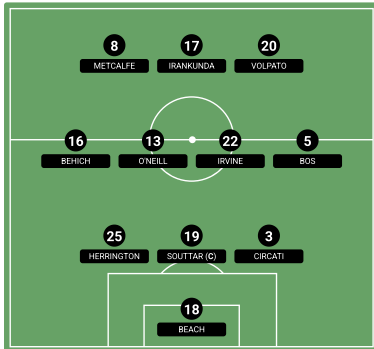 8 17 20
METCALFE IRANKUNDA VOLPATO
16 13 22 5
BEHICH O'NEILL IRVINE BOS
25 19 3
HERRINGTON SOUTTAR (C) CIRCATI
18
BEACH